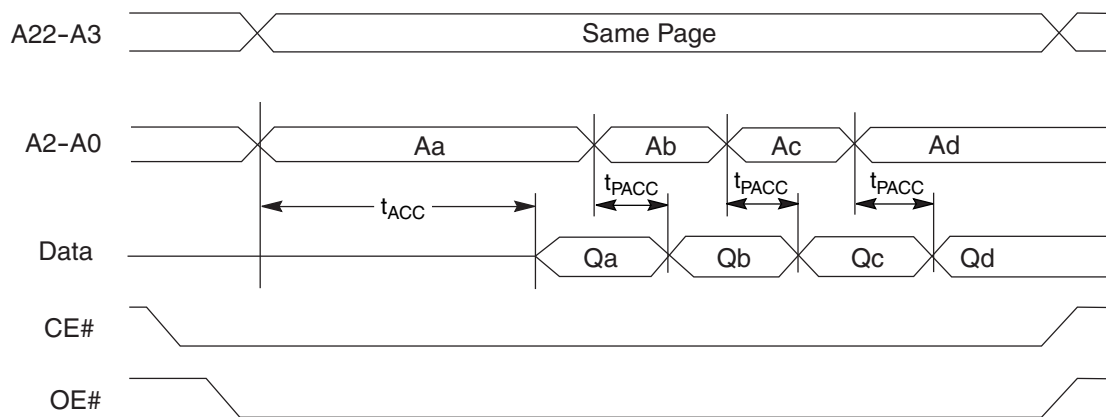 A22-A3 Same Page
A2-A0 Aa Ab Ac Ad
tACC tPACC tPACC tPACC
Data Qa Qb Qc Qd
CE#
OE#